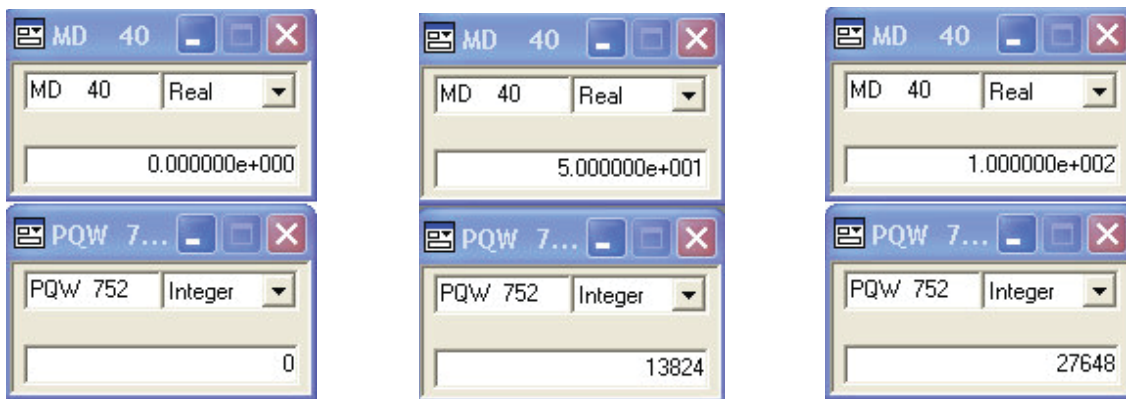 MD 40
MD 40 Real
0.000000e+000
PQW 7...
PQW 752 Integer
0
MD 40
MD 40 Real
5.000000e+001
PQW 7...
PQW 752 Integer
13824
MD 40
MD 40 Real
1.000000e+002
PQW 7...
PQW 752 Integer
27648